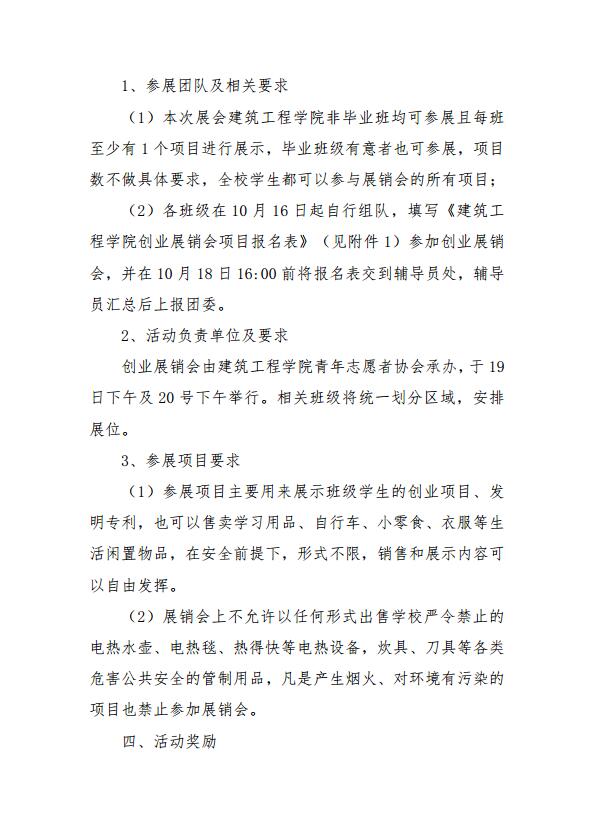 1、参展团队及相关要求
（1）本次展会建筑工程学院非毕业班均可参展且每班
至少有 1 个项目进行展示，毕业班级有意者也可参展，项目
数不做具体要求，全校学生都可以参与展销会的所有项目；
（2）各班级在 10 月 16 日起自行组队，填写《建筑工
程学院创业展销会项目报名表》（见附件 1）参加创业展销
会，并在 10 月 18 日 16:00 前将报名表交到辅导员处，辅导
员汇总后上报团委。
2、活动负责单位及要求
创业展销会由建筑工程学院青年志愿者协会承办，于 19
日下午及 20 号下午举行。相关班级将统一划分区域，安排
展位。
3、参展项目要求
（1）参展项目主要用来展示班级学生的创业项目、发
明专利，也可以售卖学习用品、自行车、小零食、衣服等生
活闲置物品，在安全前提下，形式不限，销售和展示内容可
以自由发挥。
（2）展销会上不允许以任何形式出售学校严令禁止的
电热水壶、电热毯、热得快等电热设备，炊具、刀具等各类
危害公共安全的管制用品，凡是产生烟火、对环境有污染的
项目也禁止参加展销会。
四、活动奖励